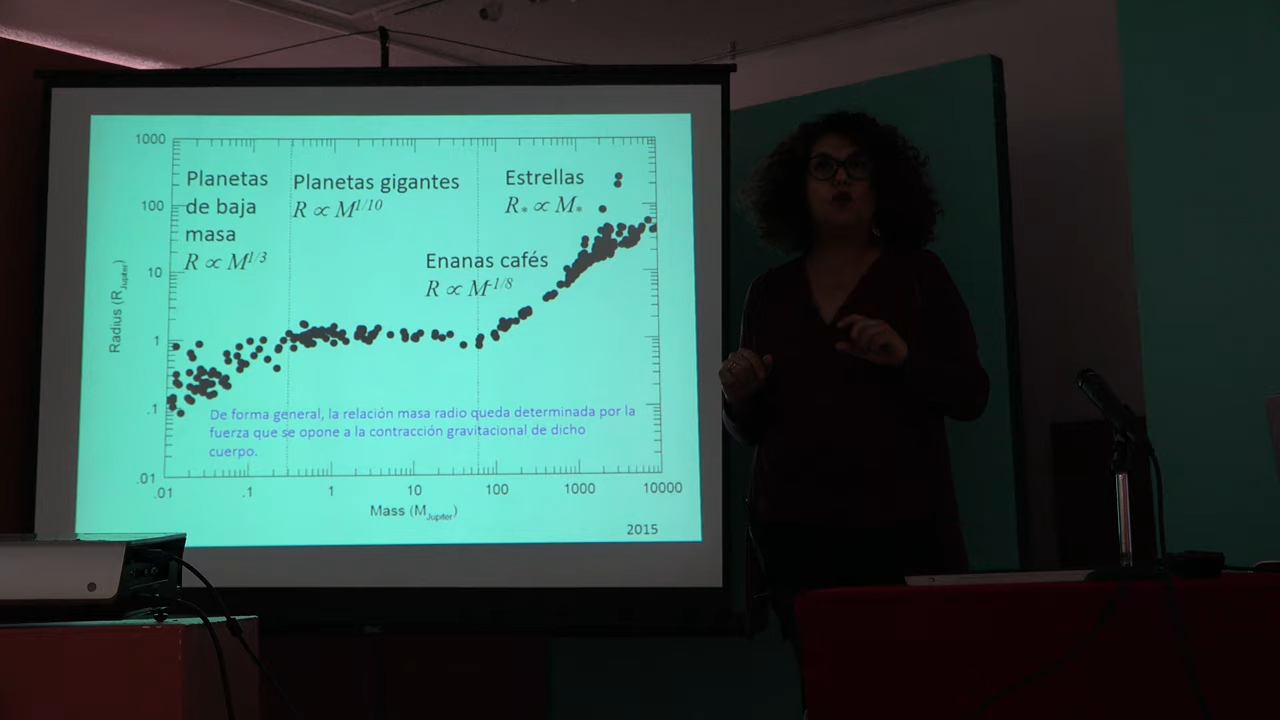 1000
100
10
1
.1
.01
Radius (R Jupiter)
Planetas
de baja
masa
R ∝ M^1/3
Planetas gigantes
R ∝ M^1/10
Estrellas
R* ∝ M*
Enanas cafés
R ∝ M^-1/8
De forma general, la relación masa radio queda determinada por la
fuerza que se opone a la contracción gravitacional de dicho
cuerpo.
.01 .1 1 10 100 1000 10000
Mass (M Jupiter)
2015